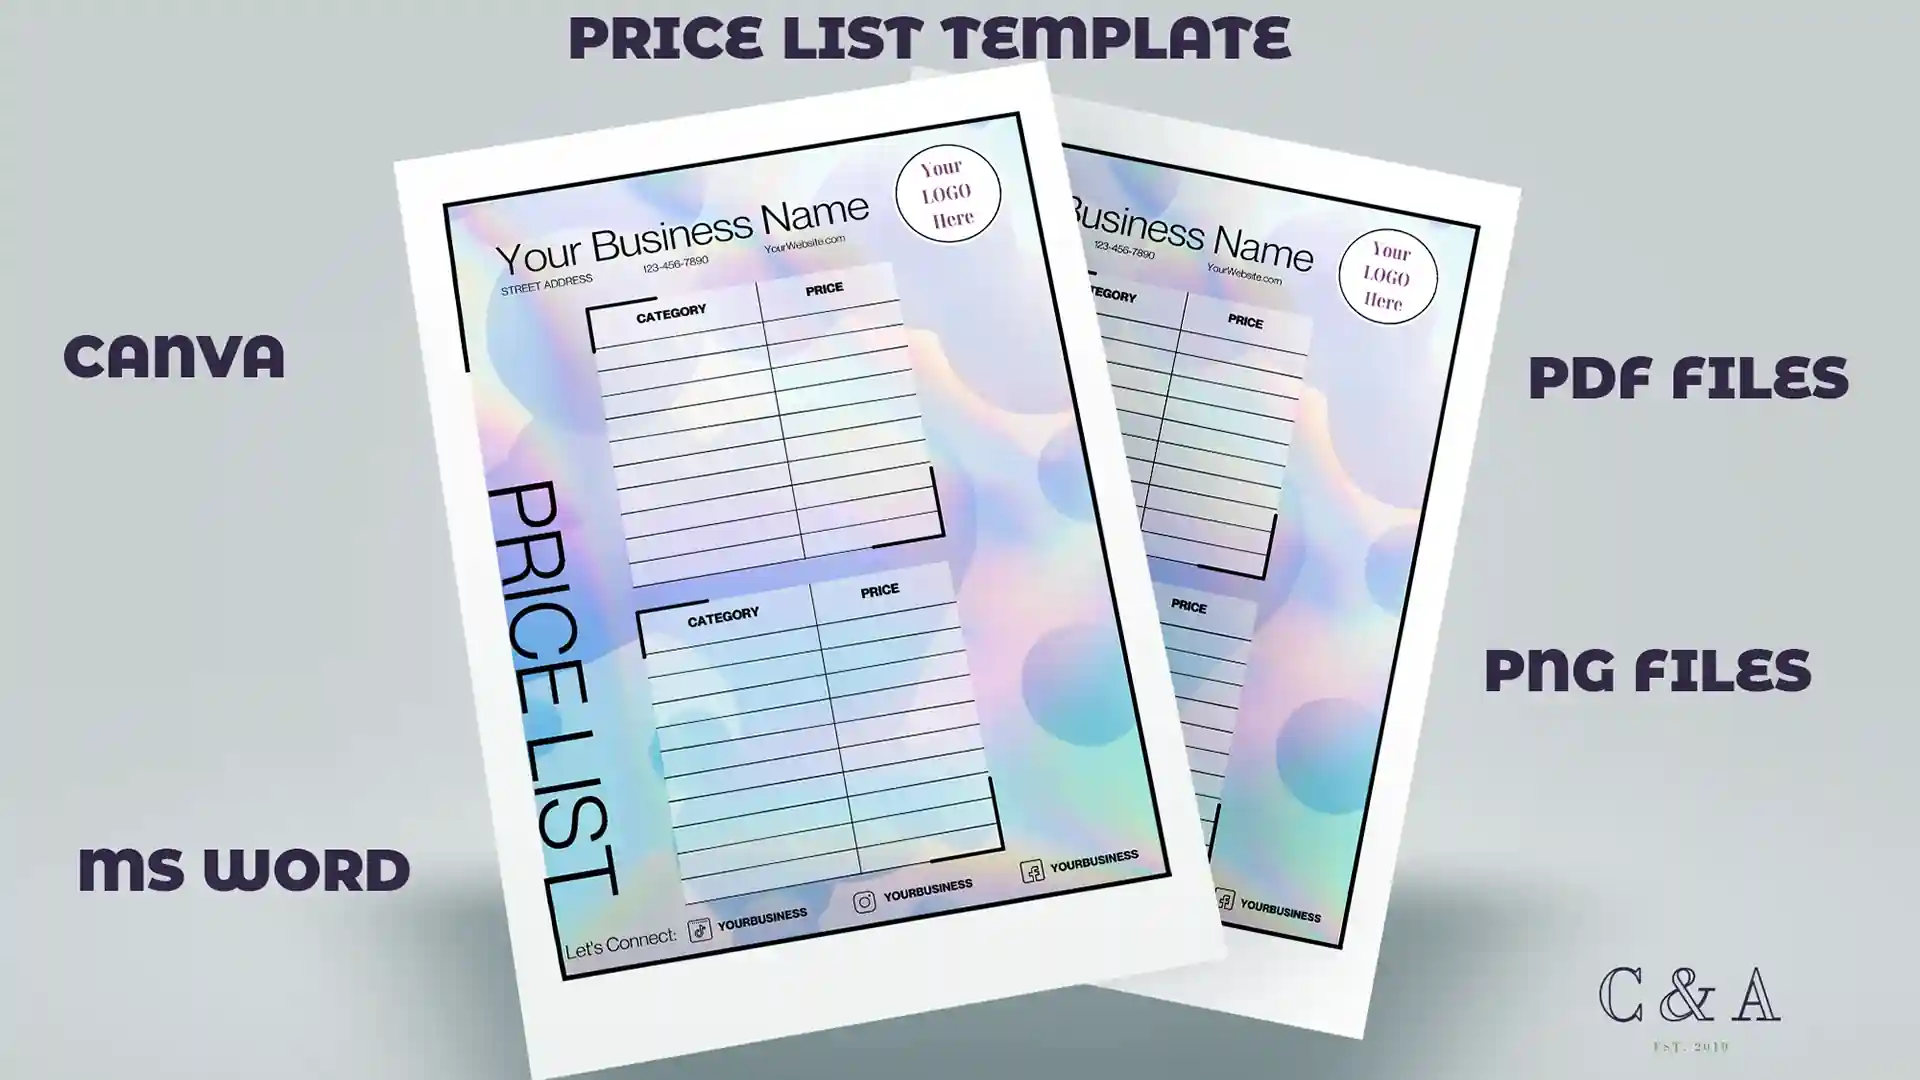 PRICE LIST TEMPLATE
CANVA
MS WORD
Your Business Name
STREET ADDRESS
123-456-7890
YourWebsite.com
Your
LOGO
Here
CATEGORY
PRICE
CATEGORY
PRICE
PRICE LIST
Let's Connect:
YOURBUSINESS
YOURBUSINESS
YOURBUSINESS
Business Name
123-456-7890
YourWebsite.com
Your
LOGO
Here
TEGORY
PRICE
PRICE
YOURBUSINESS
PDF FILES
PNG FILES
C & A
EST. 2019